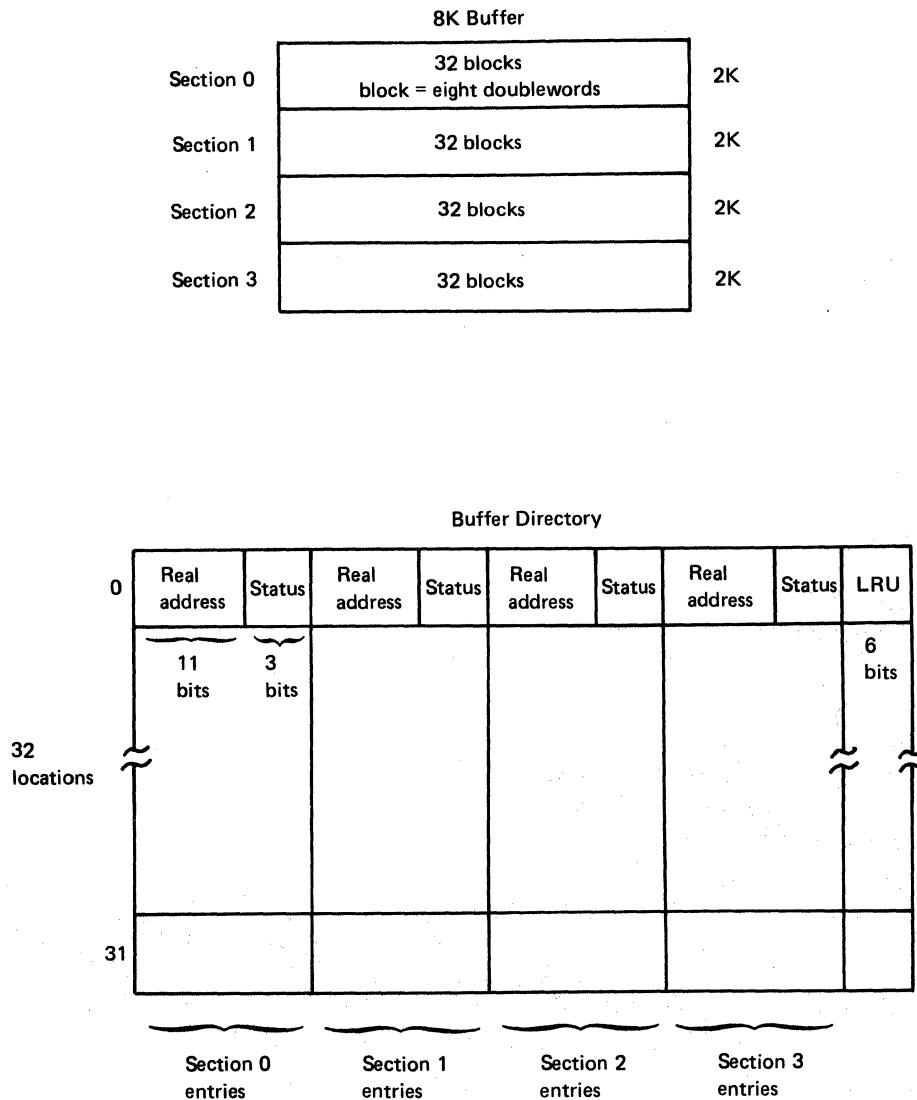 8K Buffer
Section 0
32 blocks
block = eight doublewords
2K
Section 1
32 blocks
2K
Section 2
32 blocks
2K
Section 3
32 blocks
2K
Buffer Directory
0
Real
address
Status
Real
address
Status
Real
address
Status
Real
address
Status
LRU
11
bits
3
bits
6
bits
32
locations
31
Section 0
entries
Section 1
entries
Section 2
entries
Section 3
entries